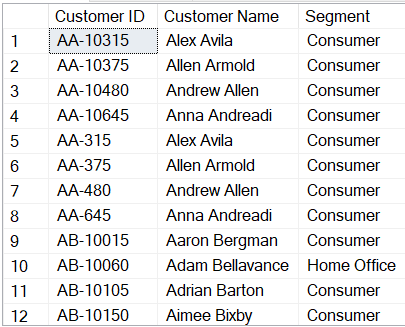 Customer ID Customer Name Segment
1 AA-10315 Alex Avila Consumer
2 AA-10375 Allen Armold Consumer
3 AA-10480 Andrew Allen Consumer
4 AA-10645 Anna Andreadi Consumer
5 AA-315 Alex Avila Consumer
6 AA-375 Allen Armold Consumer
7 AA-480 Andrew Allen Consumer
8 AA-645 Anna Andreadi Consumer
9 AB-10015 Aaron Bergman Consumer
10 AB-10060 Adam Bellavance Home Office
11 AB-10105 Adrian Barton Consumer
12 AB-10150 Aimee Bixby Consumer